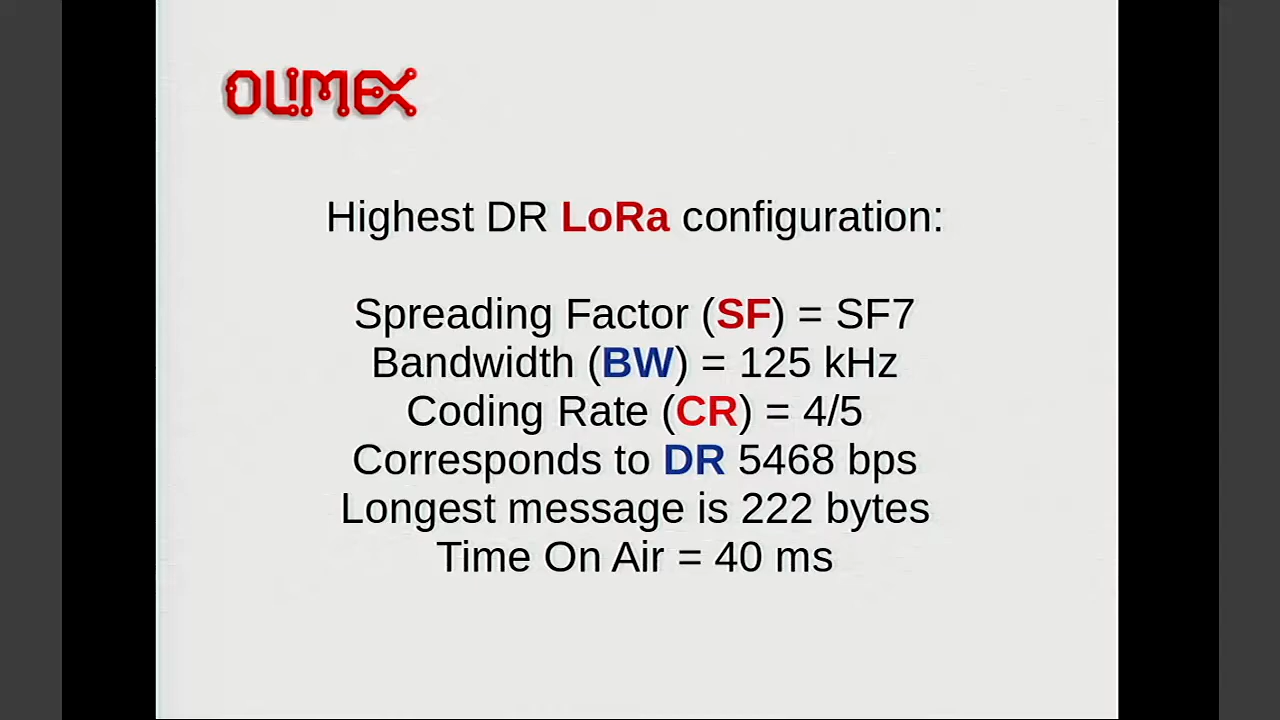 OLIMEX
Highest DR LoRa configuration:
Spreading Factor (SF) = SF7
Bandwidth (BW) = 125 kHz
Coding Rate (CR) = 4/5
Corresponds to DR 5468 bps
Longest message is 222 bytes
Time On Air = 40 ms